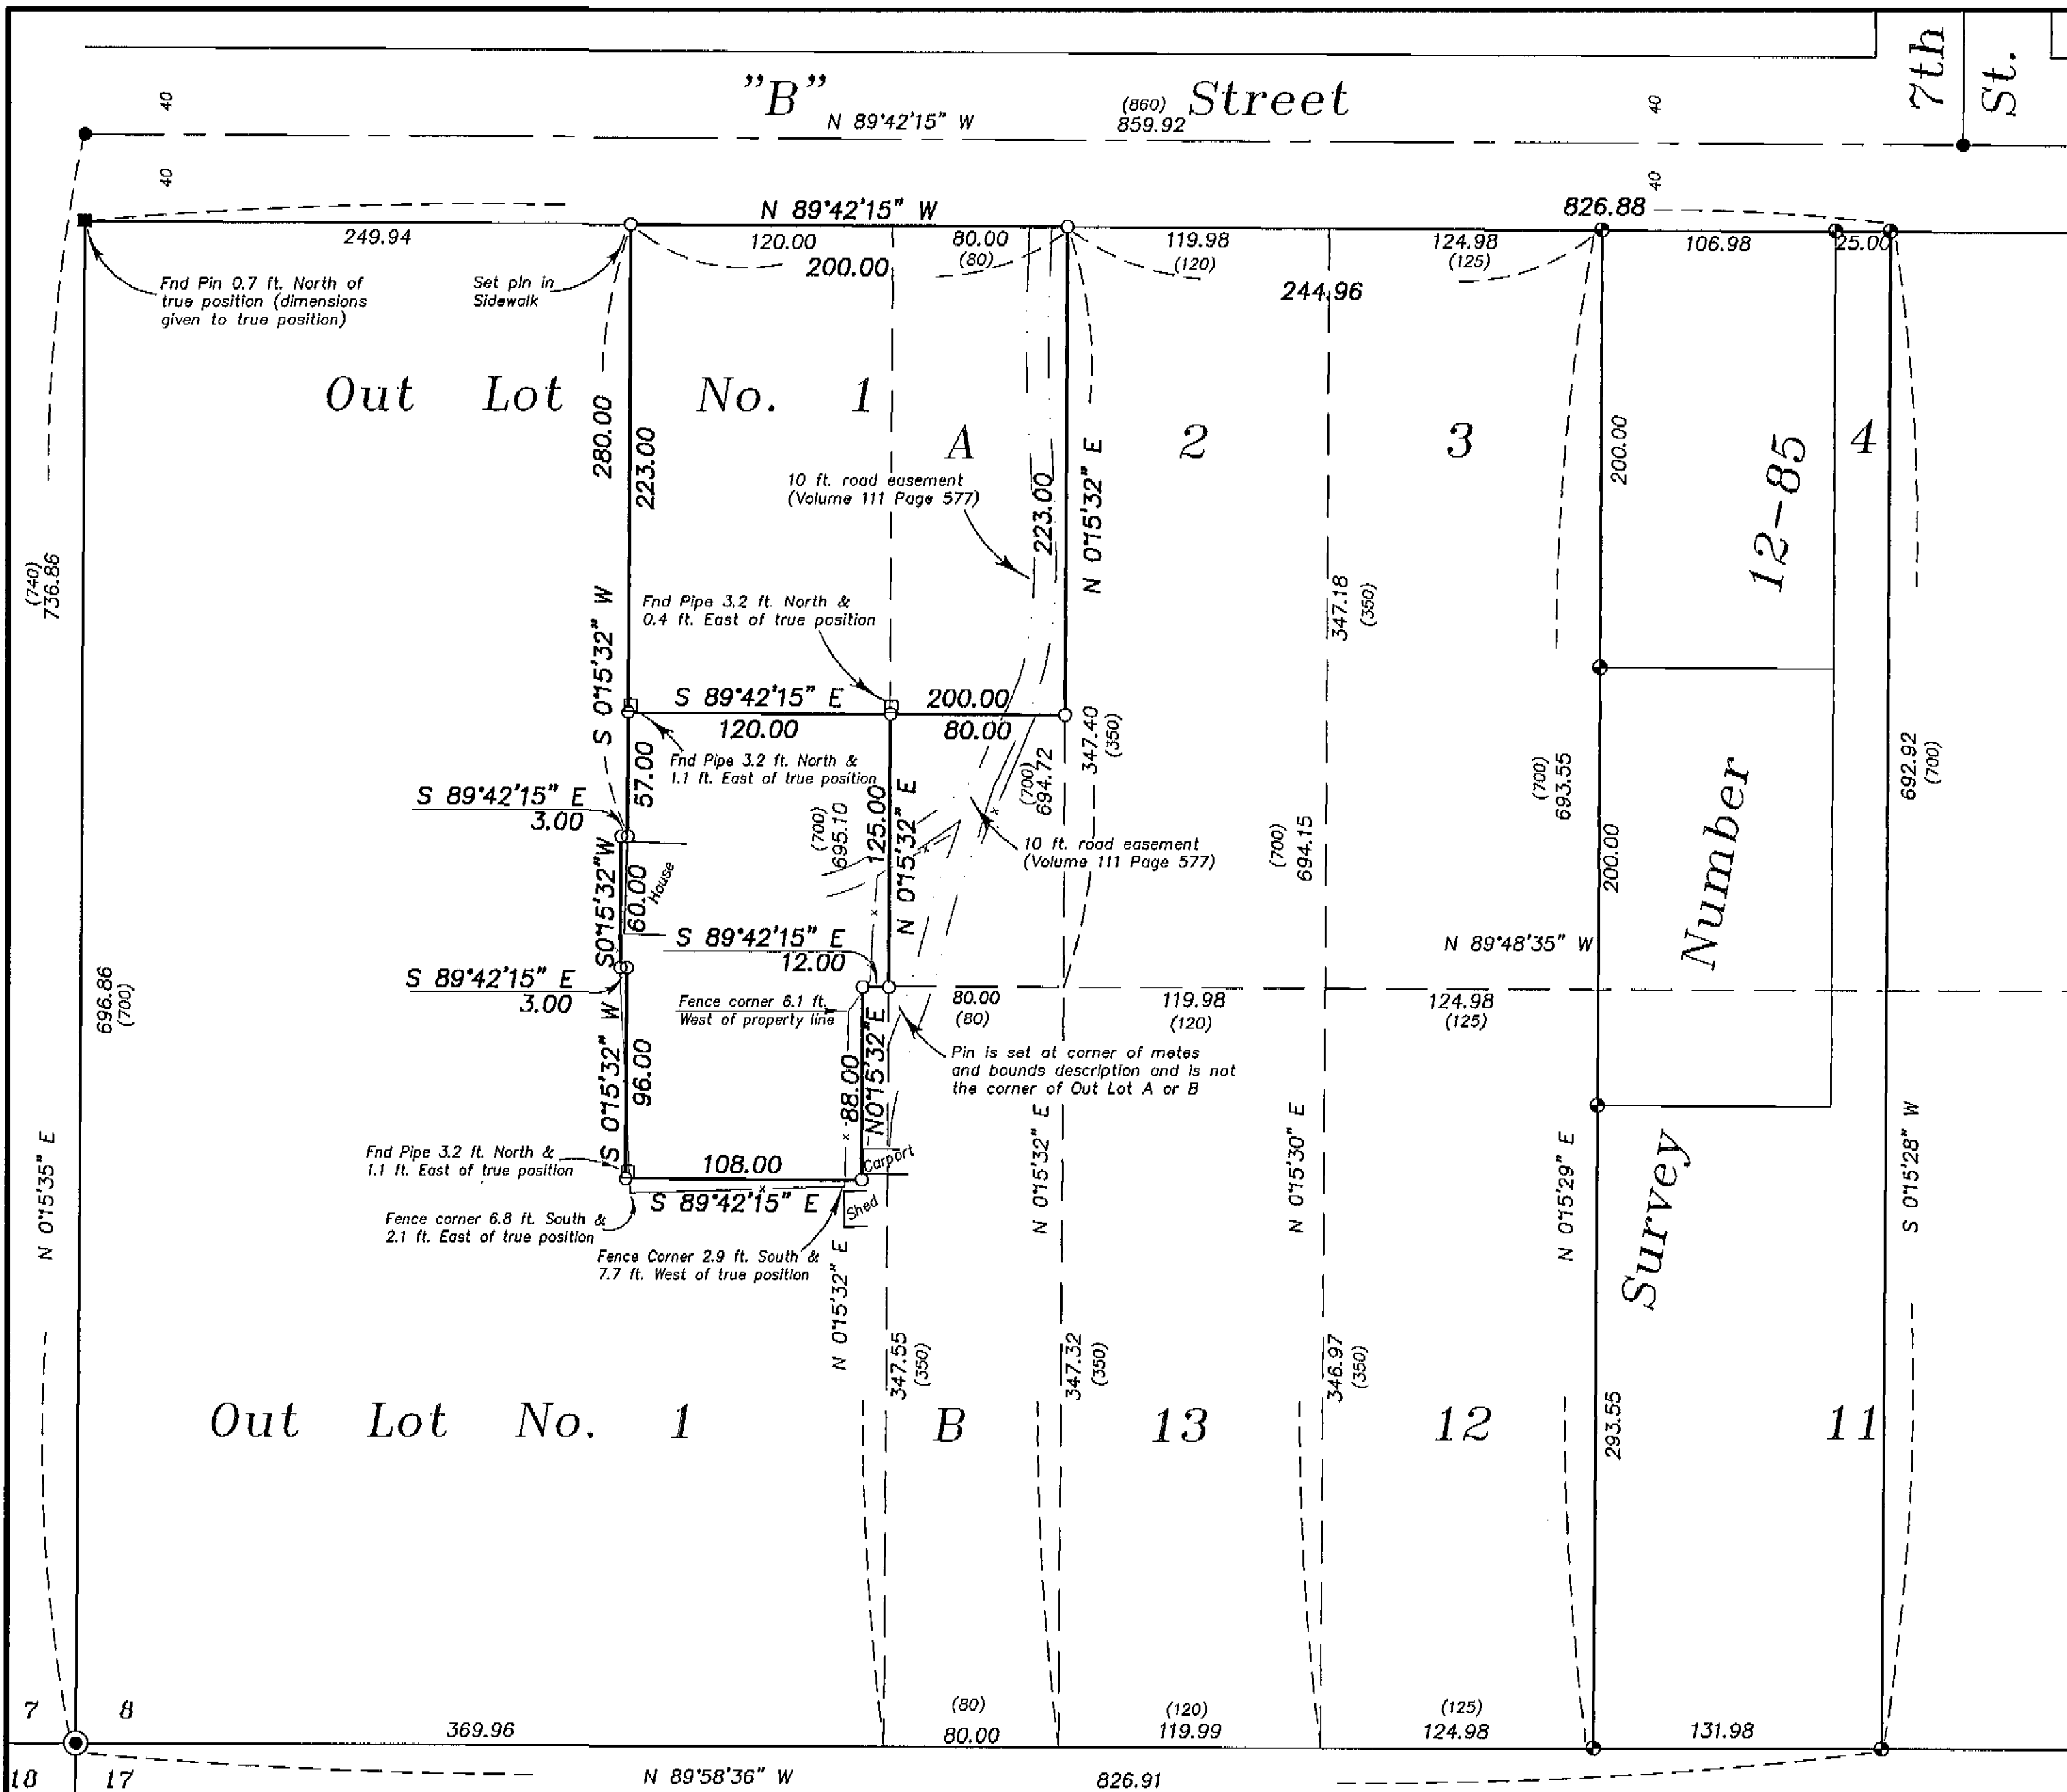 7th
St.
"B" Street
40
40
40
40
(860)
N 89°42'15" W
859.92
N 89°42'15" W
826.88
249.94
120.00
80.00
(80)
200.00
119.98
(120)
124.98
(125)
244.96
106.98
25.00
Fnd Pin 0.7 ft. North of
true position (dimensions
given to true position)
Set pin in
Sidewalk
Out Lot No. 1
A
2
3
4
12-85
280.00
223.00
223.00
N 0°15'32" E
200.00
10 ft. road easement
(Volume 111 Page 577)
(740)
736.86
S 0°15'32" W
Fnd Pipe 3.2 ft. North &
0.4 ft. East of true position
347.18
(350)
S 89°42'15" E
200.00
120.00
80.00
57.00
Fnd Pipe 3.2 ft. North &
1.1 ft. East of true position
347.40
(350)
(700)
694.72
(700)
693.55
692.92
(700)
S 89°42'15" E
3.00
(700)
695.10
125.00
N 0°15'32" E
10 ft. road easement
(Volume 111 Page 577)
(700)
694.15
200.00
Number
S0°15'32"W
60.00
House
S 89°42'15" E
12.00
N 89°48'35" W
S 89°42'15" E
3.00
696.86
(700)
Fence corner 6.1 ft.
West of property line
80.00
(80)
119.98
(120)
124.98
(125)
S 0°15'32" W
96.00
88.00
N0°15'32"E
Pin is set at corner of metes
and bounds description and is not
the corner of Out Lot A or B
Fnd Pipe 3.2 ft. North &
1.1 ft. East of true position
108.00
S 89°42'15" E
Carport
Shed
Fence corner 6.8 ft. South &
2.1 ft. East of true position
Fence Corner 2.9 ft. South &
7.7 ft. West of true position
N 0°15'35" E
N 0°15'32" E
N 0°15'32" E
N 0°15'30" E
N 0°15'29" E
Survey
S 0°15'28" W
347.55
(350)
347.32
(350)
346.97
(350)
293.55
Out Lot No. 1
B
13
12
11
7
8
369.96
(80)
80.00
(120)
119.99
(125)
124.98
131.98
18
17
N 89°58'36" W
826.91